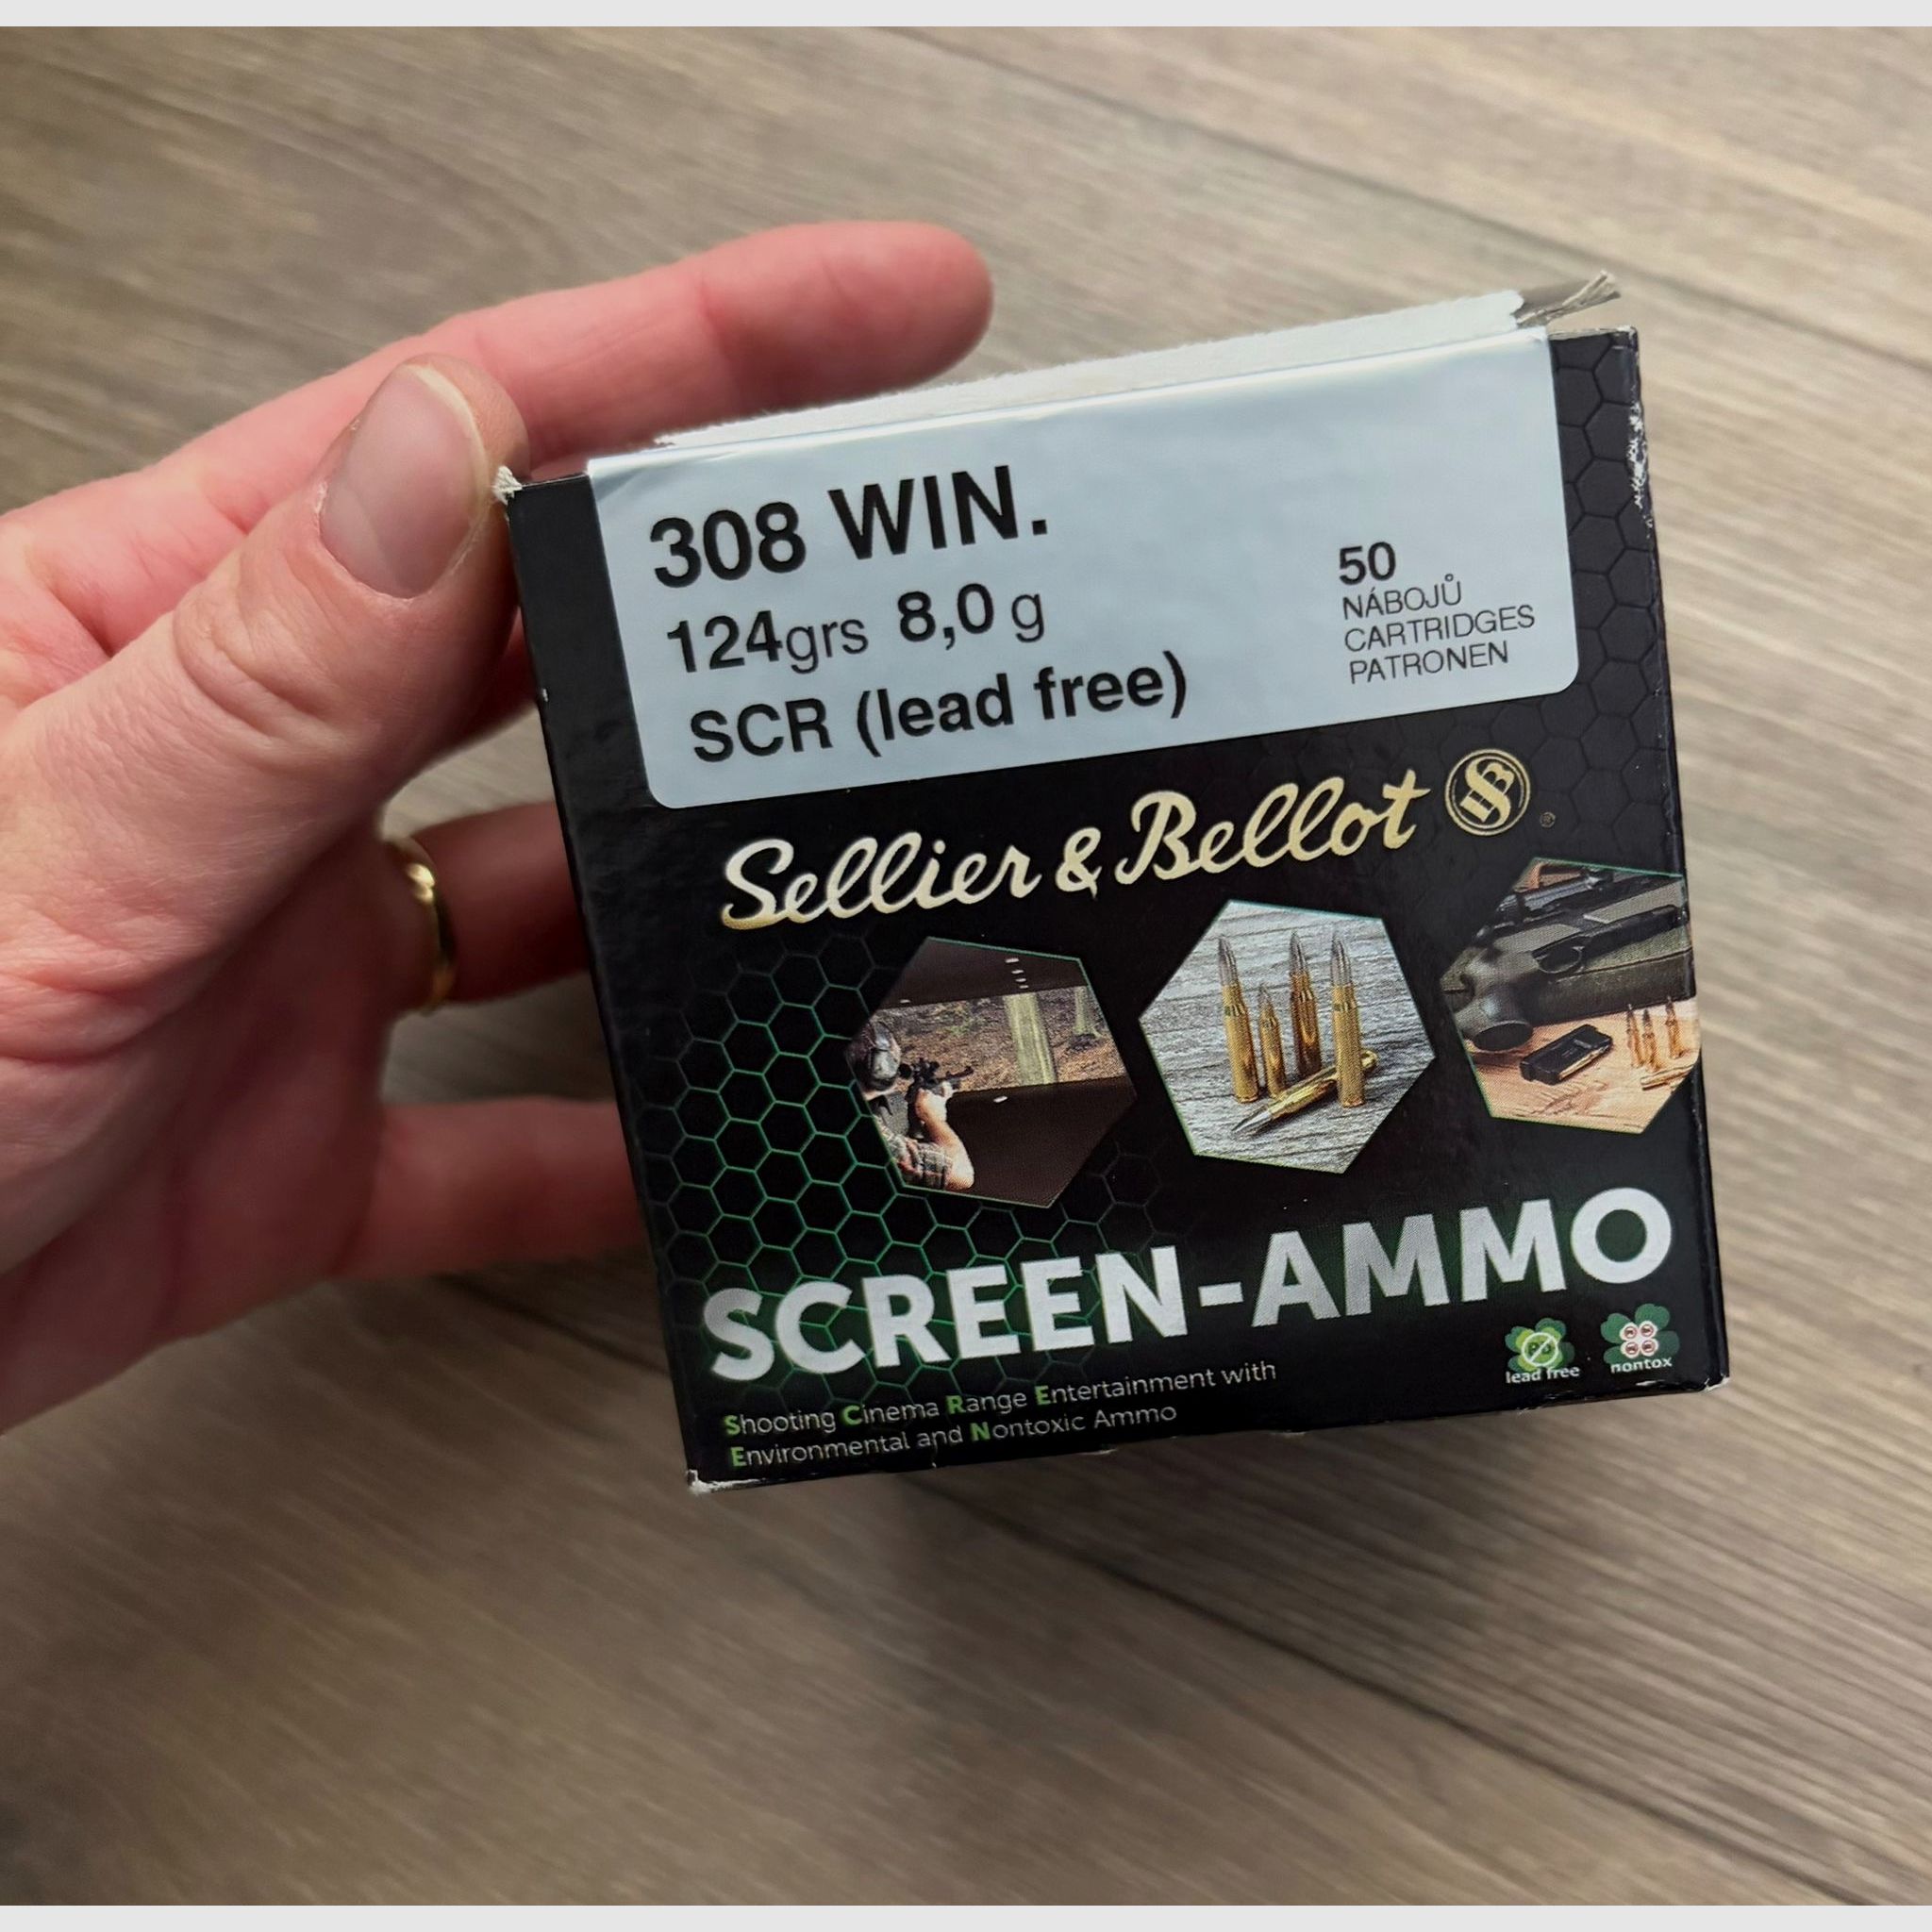 308 WIN.
124grs 8,0 g
SCR (lead free)
50
NÁBOJŮ
CARTRIDGES
PATRONEN
Sellier & Bellot SB ®
SCREEN-AMMO
Shooting Cinema Range Entertainment with
Environmental and Nontoxic Ammo
lead free
nontox